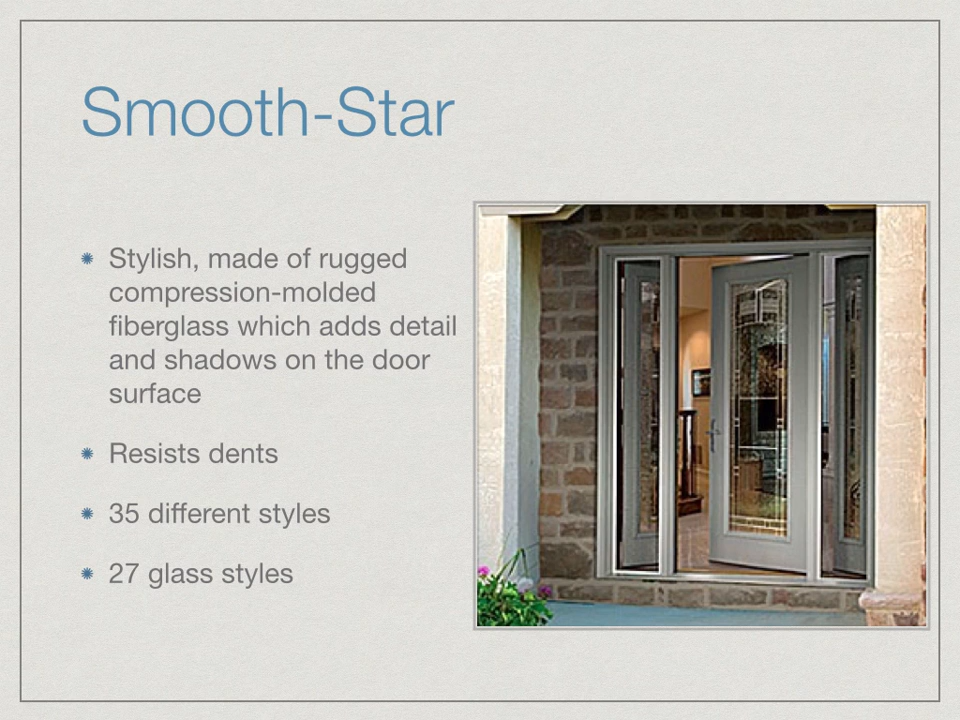 Smooth-Star
Stylish, made of rugged
compression-molded
fiberglass which adds detail
and shadows on the door
surface
Resists dents
35 different styles
27 glass styles